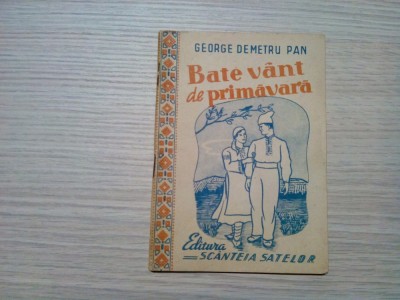 GEORGE DEMETRU PAN
Bate vânt
de primăvară
Editura
SCÂNTEIA SATELOR